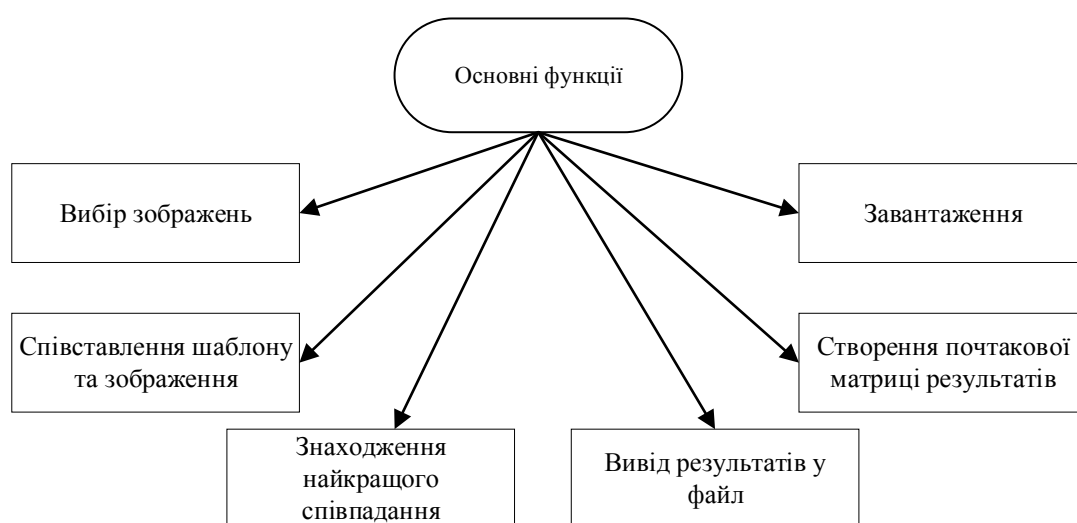 Основні функції
Вибір зображень
Завантаження
Співставлення шаблону
та зображення
Створення почтакової
матриці результатів
Знаходження
найкращого
співпадання
Вивід результатів у
файл